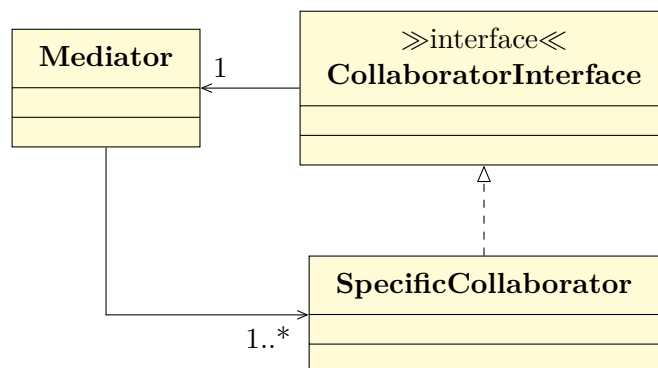 Mediator
1
≫interface≪
CollaboratorInterface
SpecificCollaborator
1..*